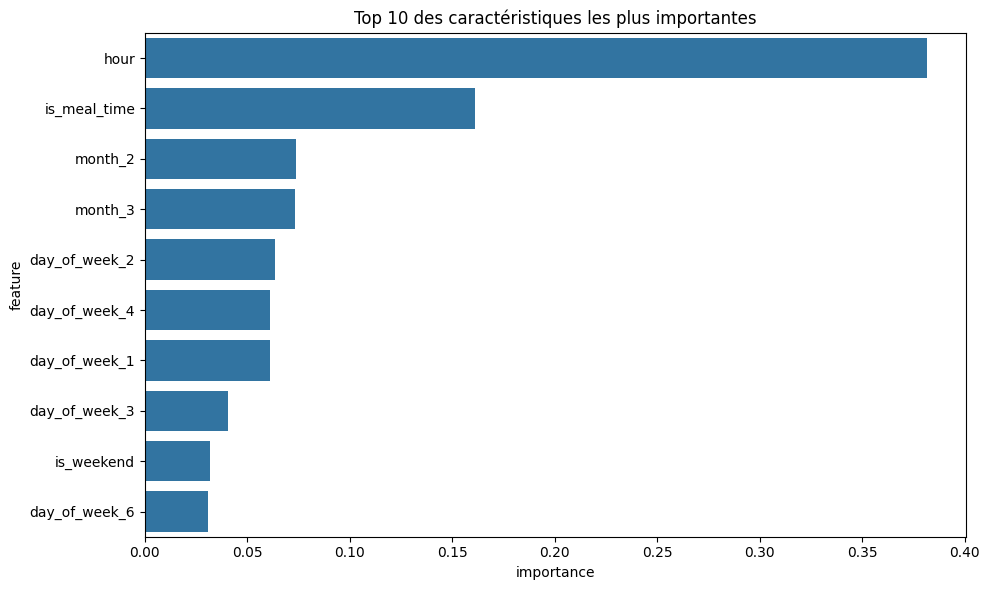 Top 10 des caractéristiques les plus importantes
feature
hour
is_meal_time
month_2
month_3
day_of_week_2
day_of_week_4
day_of_week_1
day_of_week_3
is_weekend
day_of_week_6
0.00 0.05 0.10 0.15 0.20 0.25 0.30 0.35 0.40
importance